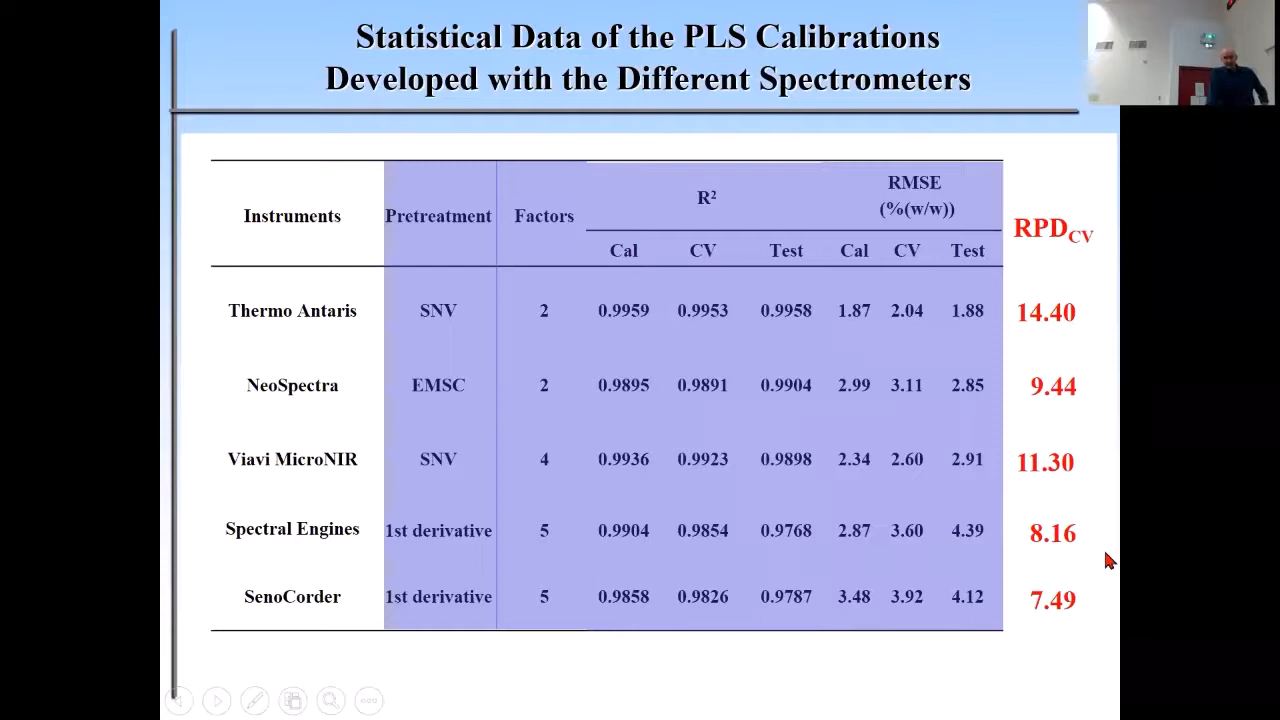 Statistical Data of the PLS Calibrations
Developed with the Different Spectrometers
Instruments Pretreatment Factors R² RMSE (%(w/w)) RPDCV
Cal CV Test Cal CV Test
Thermo Antaris SNV 2 0.9959 0.9953 0.9958 1.87 2.04 1.88 14.40
NeoSpectra EMSC 2 0.9895 0.9891 0.9904 2.99 3.11 2.85 9.44
Viavi MicroNIR SNV 4 0.9936 0.9923 0.9898 2.34 2.60 2.91 11.30
Spectral Engines 1st derivative 5 0.9904 0.9854 0.9768 2.87 3.60 4.39 8.16
SenoCorder 1st derivative 5 0.9858 0.9826 0.9787 3.48 3.92 4.12 7.49